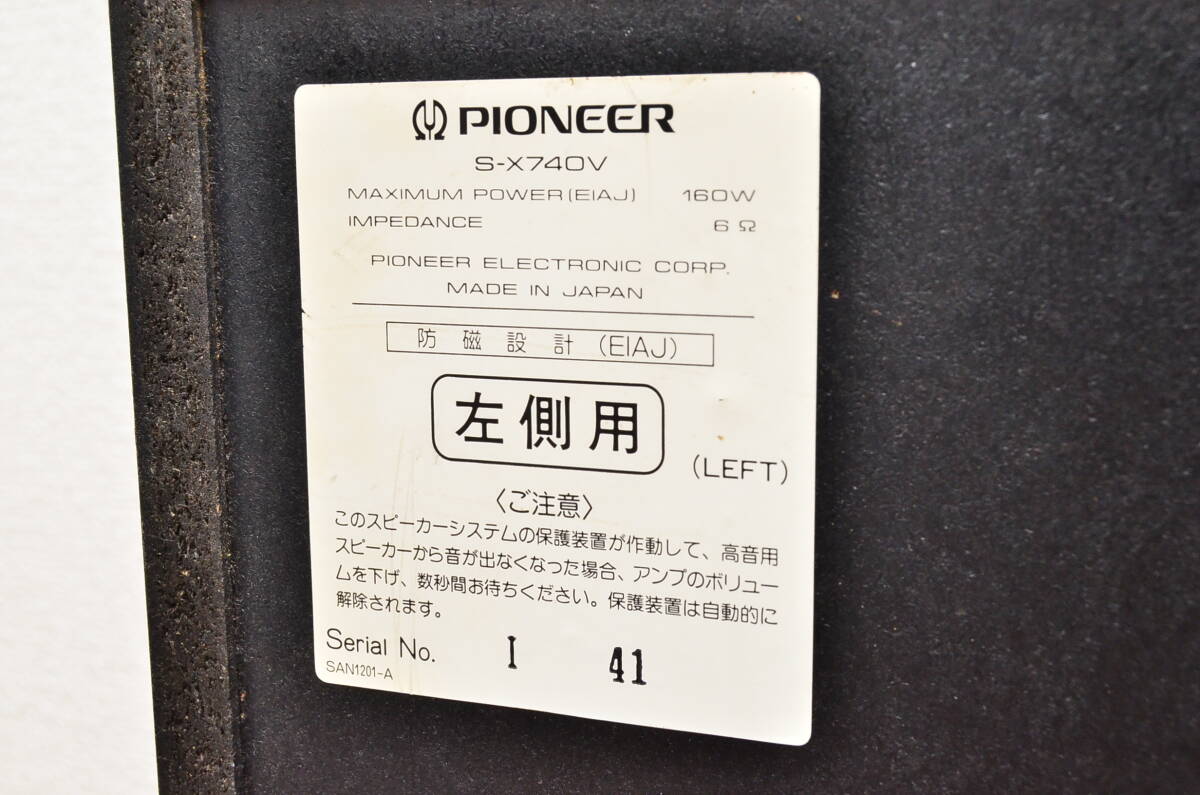 PIONEER
S-X740V
MAXIMUM POWER (EIAJ) 160W
IMPEDANCE 6Ω
PIONEER ELECTRONIC CORP.
MADE IN JAPAN
防磁設計 (EIAJ)
左側用
(LEFT)
〈ご注意〉
このスピーカーシステムの保護装置が作動して、高音用
スピーカーから音が出なくなった場合、アンプのボリュー
ムを下げ、数秒間お待ちください。保護装置は自動的に
解除されます。
Serial No. I 41
SAN1201-A